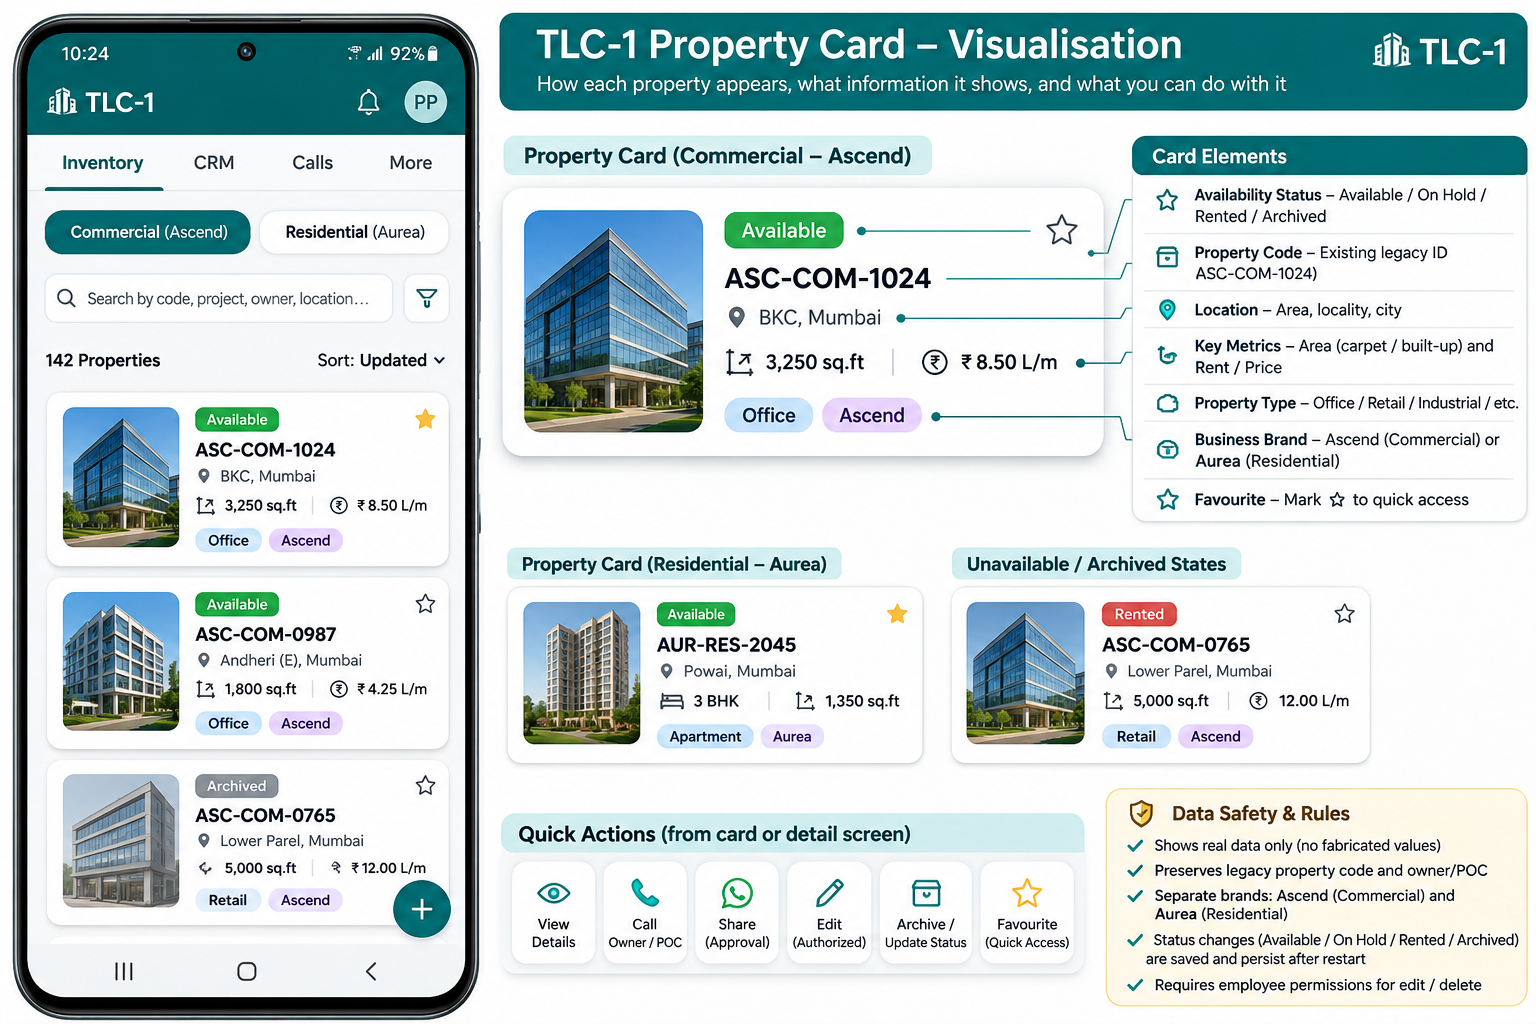 10:24
92%
TLC-1
PP
Inventory
CRM
Calls
More
Commercial (Ascend)
Residential (Aurea)
Search by code, project, owner, location...
142 Properties
Sort: Updated
Available
ASC-COM-1024
BKC, Mumbai
3,250 sq.ft
₹ 8.50 L/m
Office
Ascend
Available
ASC-COM-0987
Andheri (E), Mumbai
1,800 sq.ft
₹ 4.25 L/m
Office
Ascend
Archived
ASC-COM-0765
Lower Parel, Mumbai
5,000 sq.ft
₹ 12.00 L/m
Retail
Ascend
TLC-1 Property Card – Visualisation
How each property appears, what information it shows, and what you can do with it
TLC-1
Property Card (Commercial – Ascend)
Available
ASC-COM-1024
BKC, Mumbai
3,250 sq.ft
₹ 8.50 L/m
Office
Ascend
Card Elements
Availability Status – Available / On Hold /
Rented / Archived
Property Code – Existing legacy ID
ASC-COM-1024)
Location – Area, locality, city
Key Metrics – Area (carpet / built-up) and
Rent / Price
Property Type – Office / Retail / Industrial / etc.
Business Brand – Ascend (Commercial) or
Aurea (Residential)
Favourite – Mark ☆ to quick access
Property Card (Residential – Aurea)
Available
AUR-RES-2045
Powai, Mumbai
3 BHK
1,350 sq.ft
Apartment
Aurea
Unavailable / Archived States
Rented
ASC-COM-0765
Lower Parel, Mumbai
5,000 sq.ft
₹ 12.00 L/m
Retail
Ascend
Quick Actions (from card or detail screen)
View
Details
Call
Owner / POC
Share
(Approval)
Edit
(Authorized)
Archive /
Update Status
Favourite
(Quick Access)
Data Safety & Rules
Shows real data only (no fabricated values)
Preserves legacy property code and owner/POC
Separate brands: Ascend (Commercial) and
Aurea (Residential)
Status changes (Available / On Hold / Rented / Archived)
are saved and persist after restart
Requires employee permissions for edit / delete